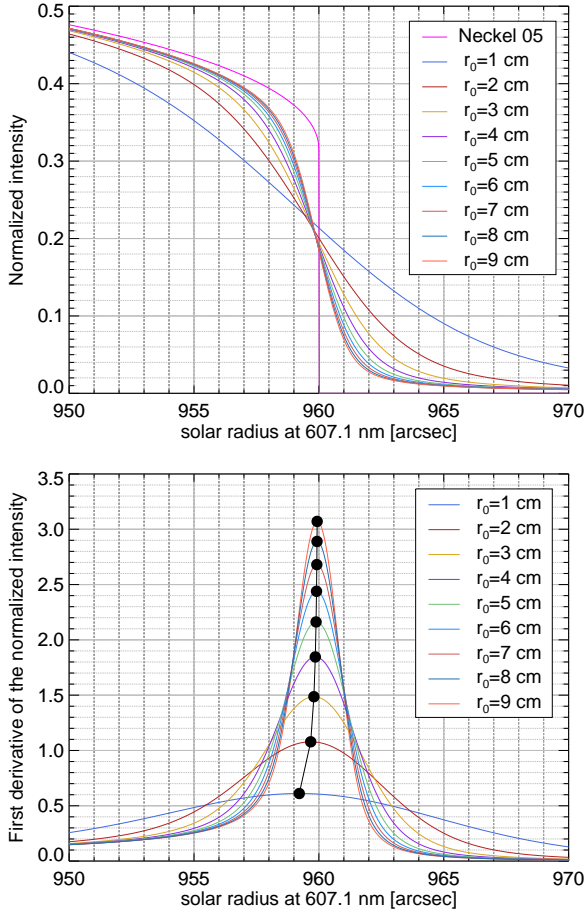 Normalized intensity
0.5
0.4
0.3
0.2
0.1
0.0
Neckel 05
r₀=1 cm
r₀=2 cm
r₀=3 cm
r₀=4 cm
r₀=5 cm
r₀=6 cm
r₀=7 cm
r₀=8 cm
r₀=9 cm
950 955 960 965 970
solar radius at 607.1 nm [arcsec]
First derivative of the normalized intensity
3.5
3.0
2.5
2.0
1.5
1.0
0.5
0.0
r₀=1 cm
r₀=2 cm
r₀=3 cm
r₀=4 cm
r₀=5 cm
r₀=6 cm
r₀=7 cm
r₀=8 cm
r₀=9 cm
950 955 960 965 970
solar radius at 607.1 nm [arcsec]